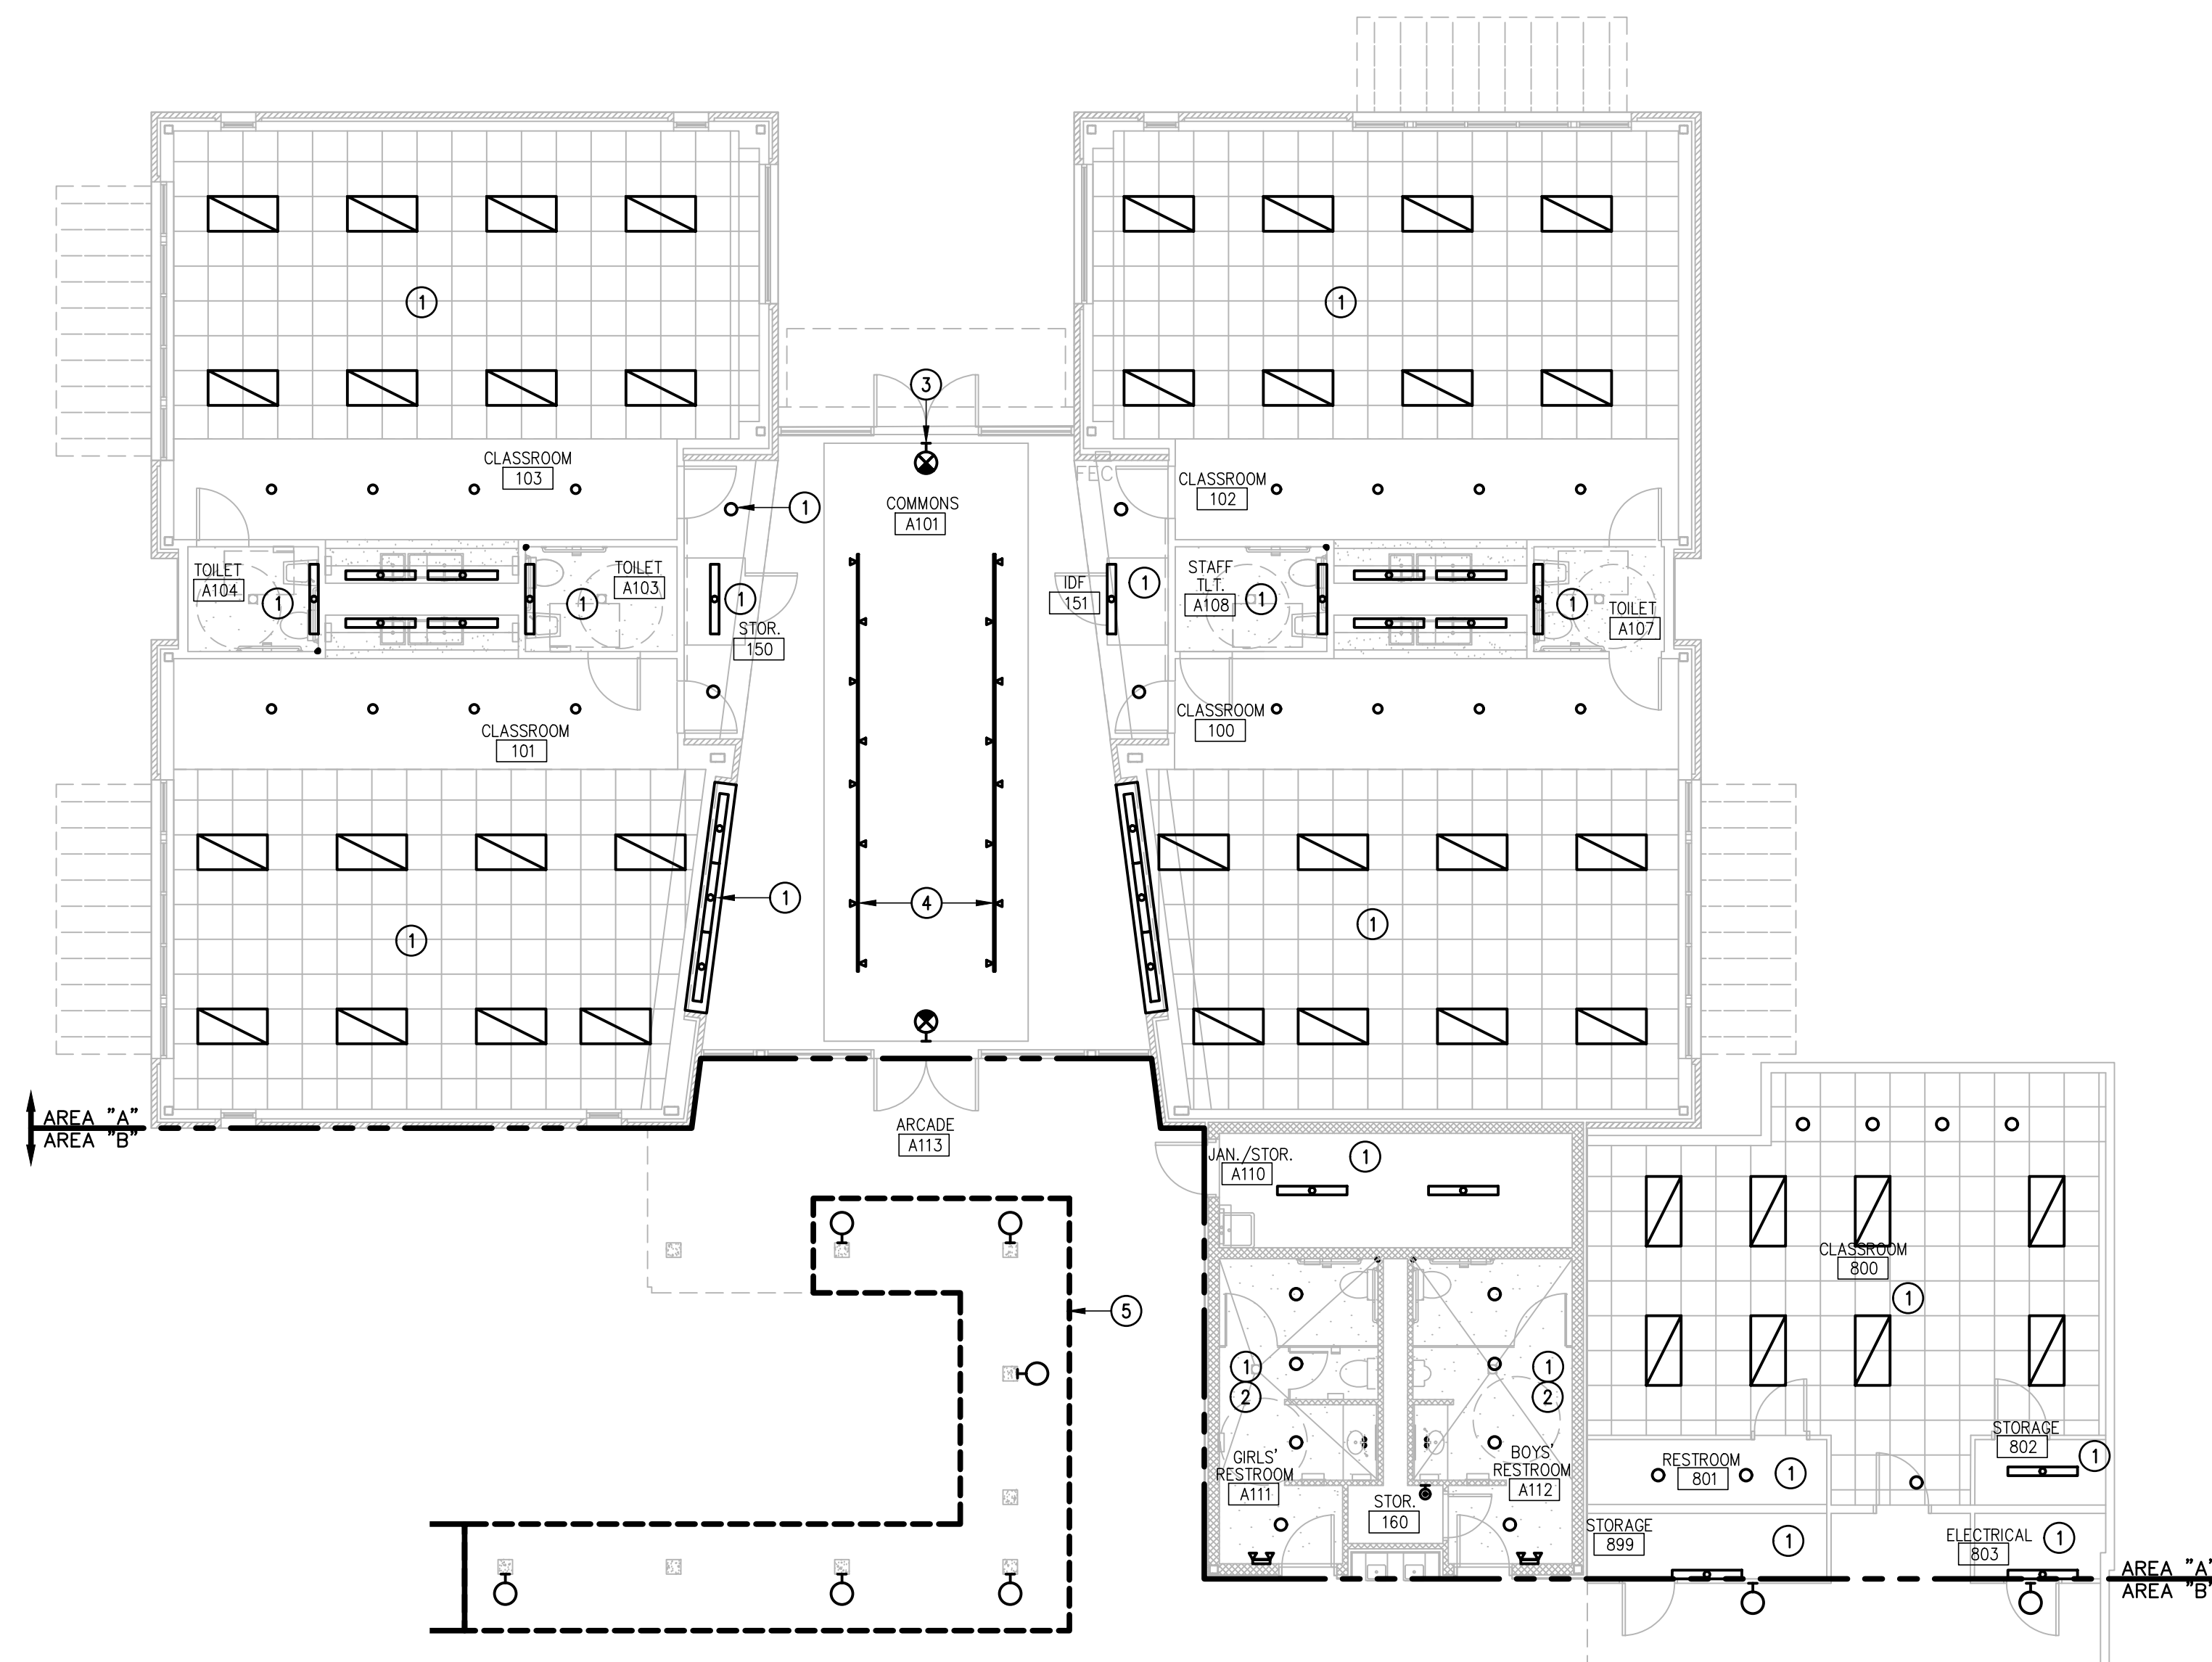 1
1
3
CLASSROOM
103
COMMONS
A101
FEC
CLASSROOM
102
1
TOILET
A104
1
1
TOILET
A103
1
STOR.
150
IDF
151
1
STAFF
TLT.
A108
1
1
TOILET
A107
CLASSROOM
101
CLASSROOM
100
1
4
1
1
AREA "A"
AREA "B"
ARCADE
A113
JAN./STOR.
A110
1
CLASSROOM
800
1
5
1
2
1
2
GIRLS'
RESTROOM
A111
BOYS'
RESTROOM
A112
STOR.
160
RESTROOM
801
1
STORAGE
802
1
STORAGE
899
1
ELECTRICAL
803
1
AREA "A"
AREA "B"